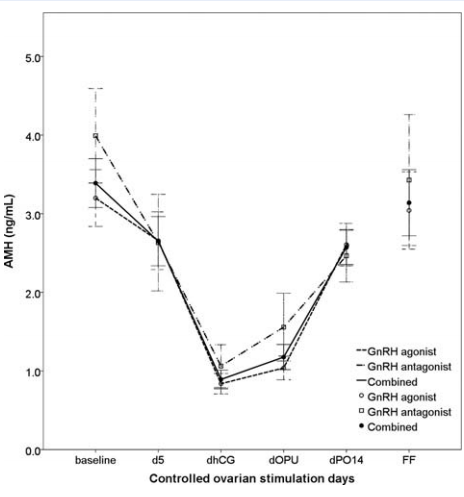 5.0
4.0
3.0
2.0
1.0
0.0
AMH (ng/mL)
GnRH agonist
GnRH antagonist
Combined
GnRH agonist
GnRH antagonist
Combined
baseline d5 dhCG dOPU dPO14 FF
Controlled ovarian stimulation days